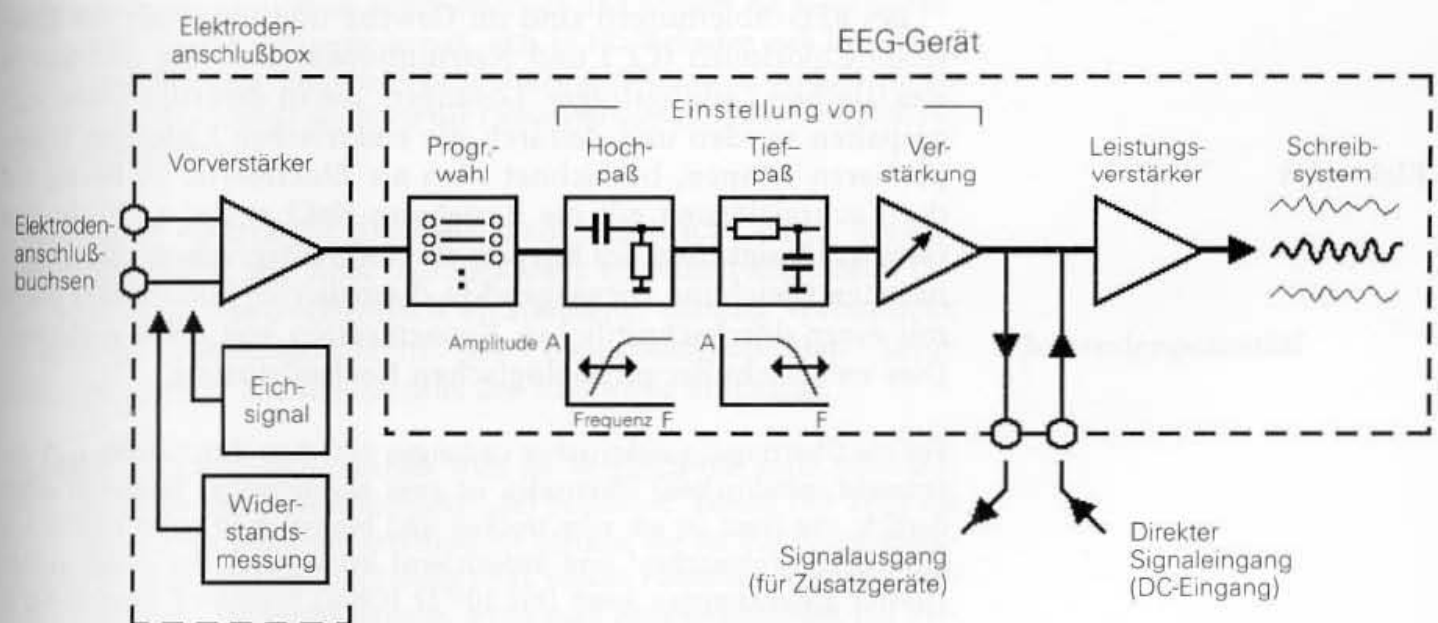 Elektroden-
anschlußbox
EEG-Gerät
Einstellung von
Vorverstärker
Progr.-
wahl
Hoch-
paß
Tief-
paß
Ver-
stärkung
Leistungs-
verstärker
Schreib-
system
Elektroden-
anschluß-
buchsen
Amplitude A
Frequenz F
A
F
Eich-
signal
Wider-
stands-
messung
Signalausgang
(für Zusatzgeräte)
Direkter
Signaleingang
(DC-Eingang)